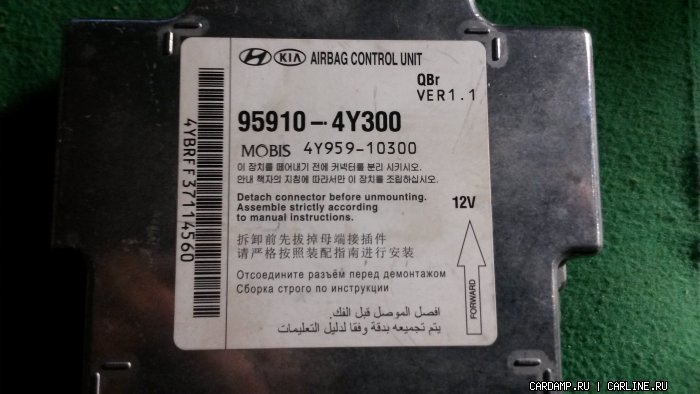 HYUNDAI KIA AIRBAG CONTROL UNIT
QBr
VER1.1
95910-4Y300
MOBIS 4Y959-10300
이 장치를 떼어내기 전에 커넥터를 분리 시키시오.
안내 책자의 지침에 따라서만 이 장치를 조립하십시오.
Detach connector before unmounting.
Assemble strictly according
to manual instructions.
12V
拆卸前先拔掉母端接插件
请严格按照装配指南进行安装
Отсоедините разъём перед демонтажом
Сборка строго по инструкции
افصل الموصل قبل الفك.
يتم تجميعه بدقة وفقا لدليل التعليمات
FORWARD
4YBRFF37114560
CARDAMP.RU | CARLINE.RU